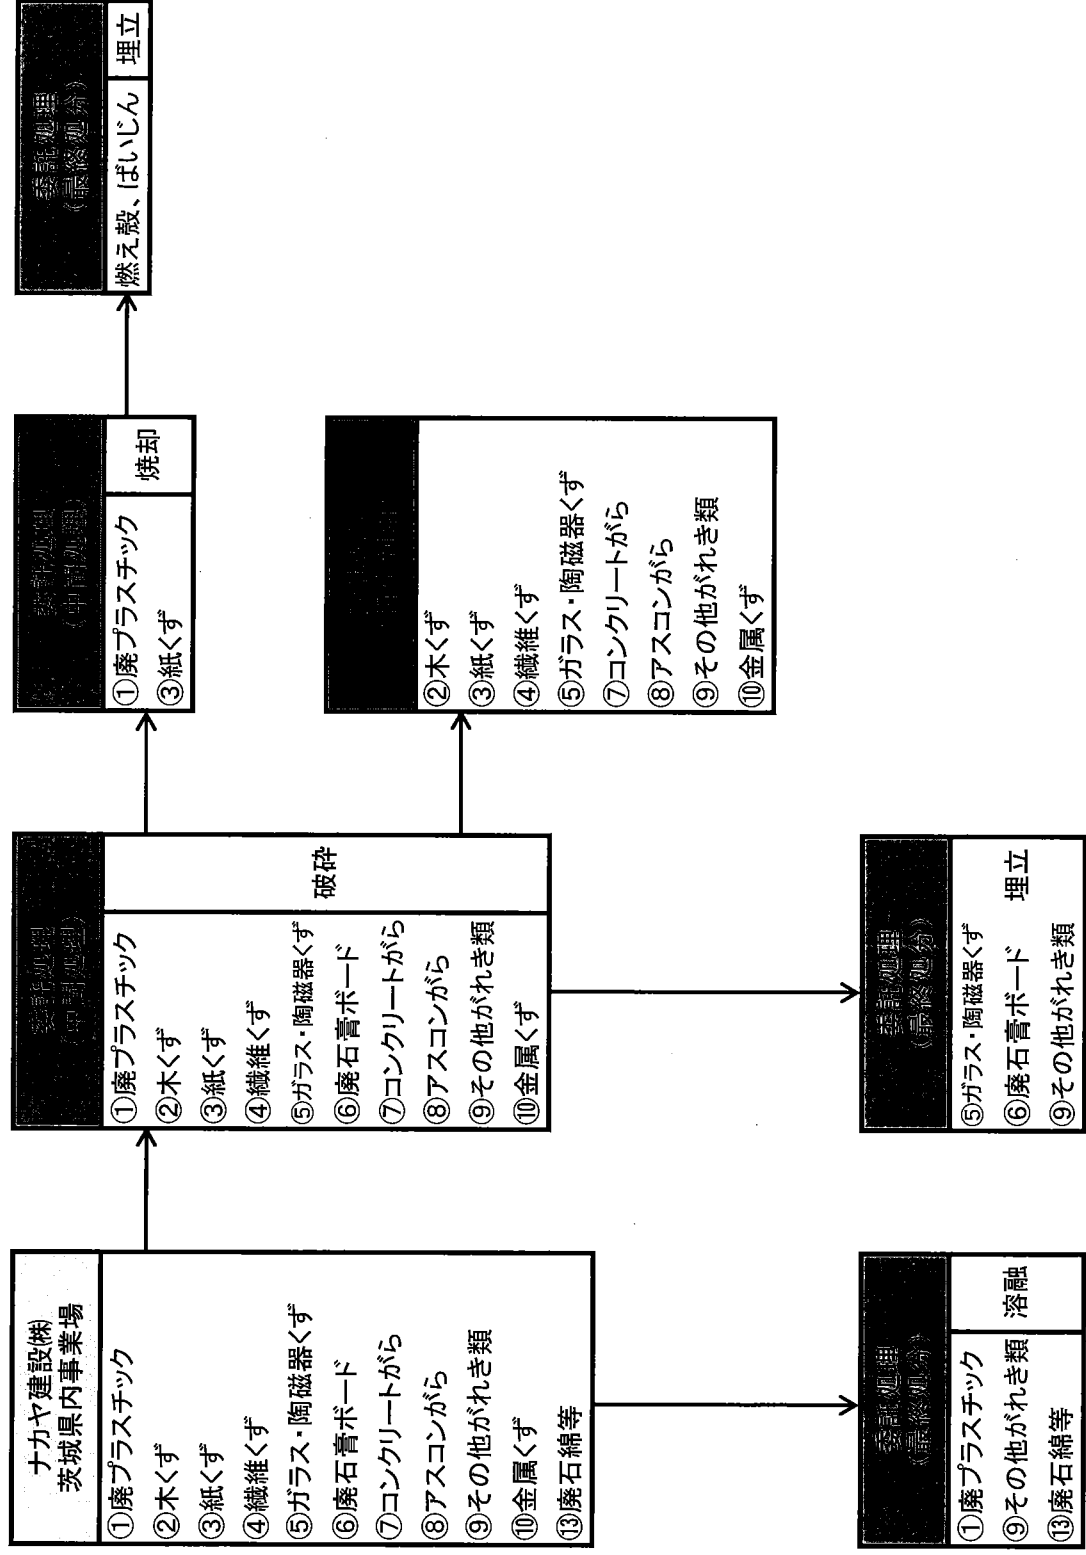 ナカヤ建設㈱
茨城県内事業場
①廃プラスチック
②木くず
③紙くず
④繊維くず
⑤ガラス・陶磁器くず
⑥廃石膏ボード
⑦コンクリートがら
⑧アスコンがら
⑨その他がれき類
⑩金属くず
⑬廃石綿等
委託処理
(中間処理)
①廃プラスチック
②木くず
③紙くず
④繊維くず
⑤ガラス・陶磁器くず
⑥廃石膏ボード
⑦コンクリートがら
⑧アスコンがら
⑨その他がれき類
⑩金属くず
破砕
委託処理
(中間処理)
①廃プラスチック
③紙くず
焼却
委託処理
(最終処分)
燃え殻、ばいじん
埋立
②木くず
③紙くず
④繊維くず
⑤ガラス・陶磁器くず
⑦コンクリートがら
⑧アスコンがら
⑨その他がれき類
⑩金属くず
委託処理
(最終処分)
①廃プラスチック
⑨その他がれき類
⑬廃石綿等
溶融
委託処理
(最終処分)
⑤ガラス・陶磁器くず
⑥廃石膏ボード
⑨その他がれき類
埋立